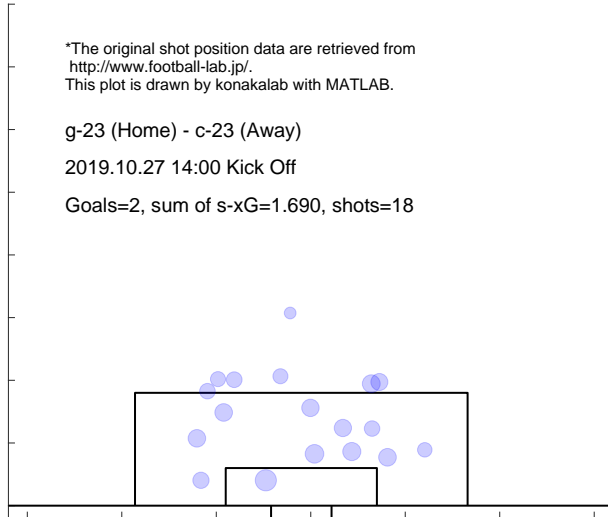 *The original shot position data are retrieved from
http://www.football-lab.jp/.
This plot is drawn by konakalab with MATLAB.
g-23 (Home) - c-23 (Away)
2019.10.27 14:00 Kick Off
Goals=2, sum of s-xG=1.690, shots=18